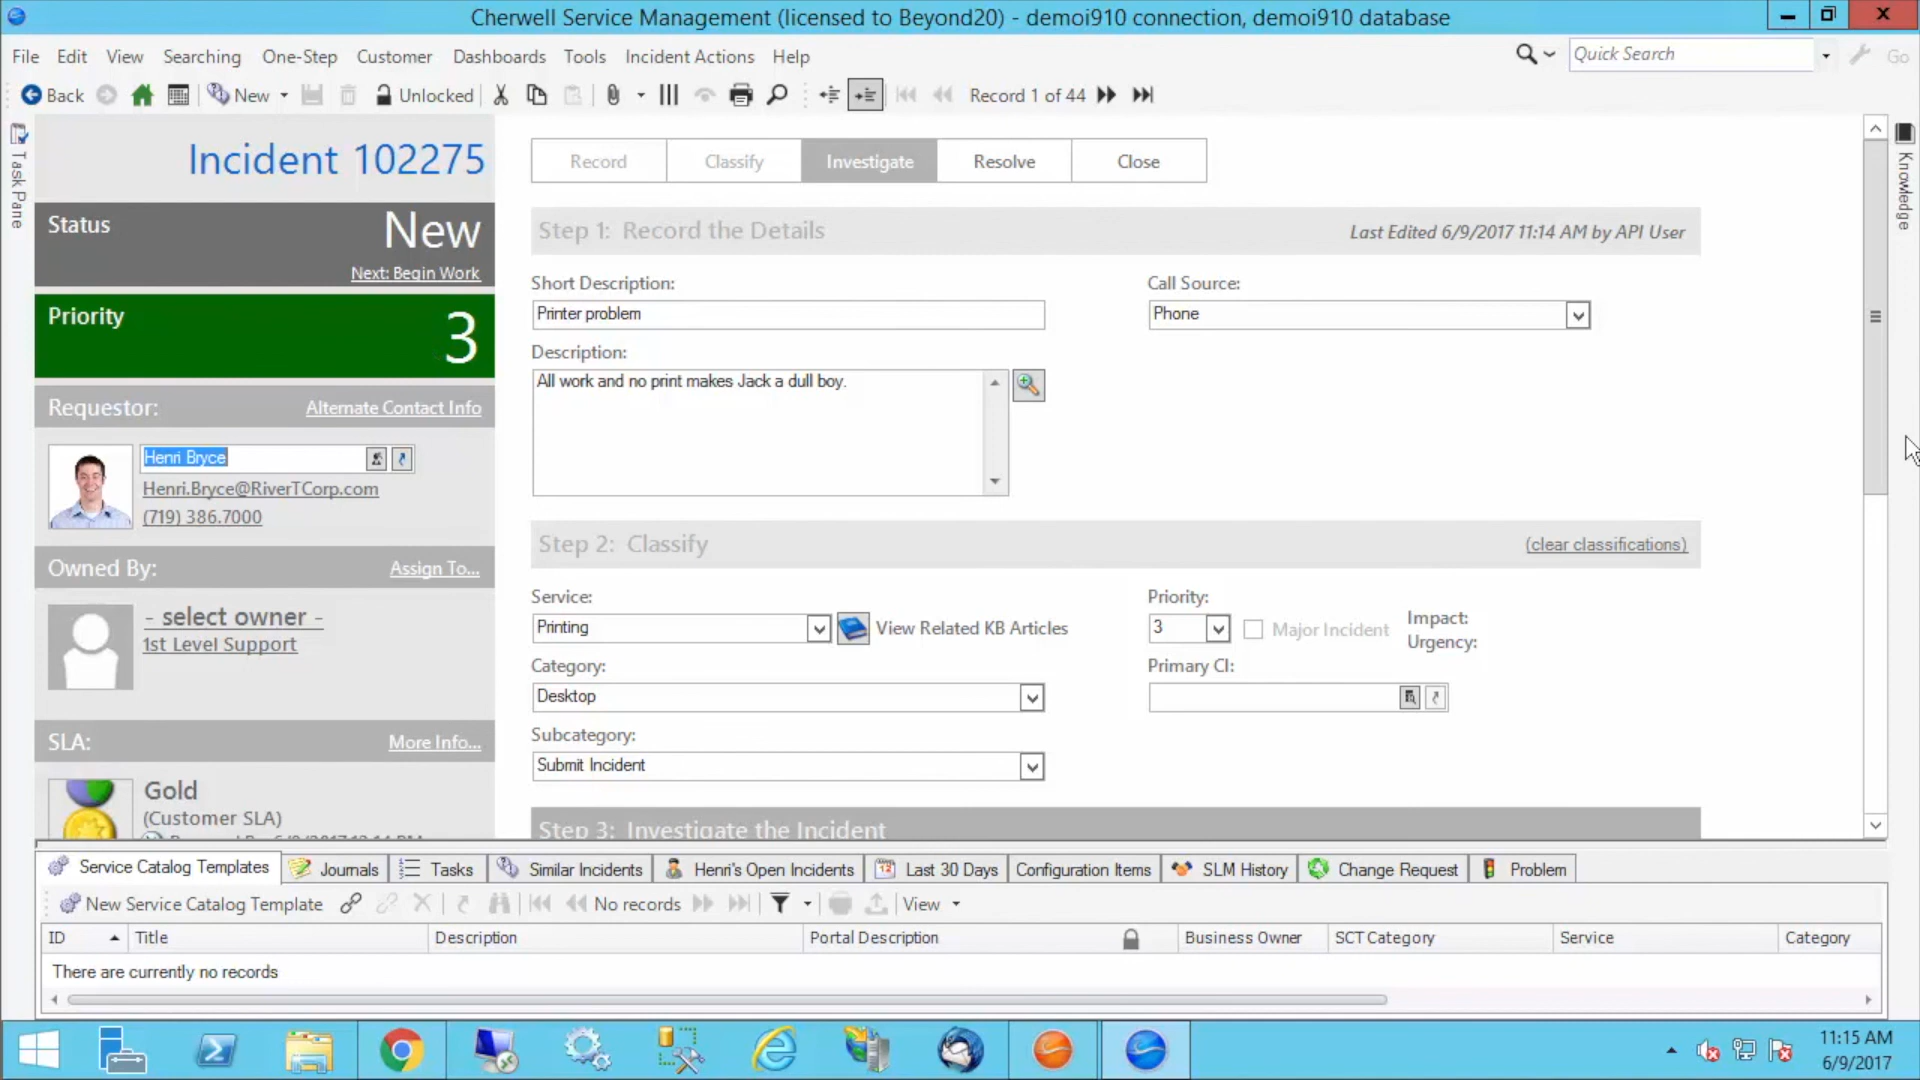 Cherwell Service Management (licensed to Beyond20) - demoi910 connection, demoi910 database
File Edit View Searching One-Step Customer Dashboards Tools Incident Actions Help
Quick Search
Go
Back New Unlocked Record 1 of 44
Task Pane
Knowledge
Incident 102275
Status
New
Next: Begin Work
Priority
3
Requestor: Alternate Contact Info
Henri Bryce
Henri.Bryce@RiverTCorp.com
(719) 386.7000
Owned By: Assign To...
- select owner -
1st Level Support
SLA: More Info...
Gold
(Customer SLA)
Record Classify Investigate Resolve Close
Step 1: Record the Details
Last Edited 6/9/2017 11:14 AM by API User
Short Description: Call Source:
Printer problem Phone
Description:
All work and no print makes Jack a dull boy.
Step 2: Classify (clear classifications)
Service: Priority:
Printing View Related KB Articles 3 Major Incident Impact:
Urgency:
Category: Primary CI:
Desktop
Subcategory:
Submit Incident
Step 3: Investigate the Incident
Service Catalog Templates Journals Tasks Similar Incidents Henri's Open Incidents Last 30 Days Configuration Items SLM History Change Request Problem
New Service Catalog Template No records View
ID Title Description Portal Description Business Owner SCT Category Service Category
There are currently no records
11:15 AM
6/9/2017